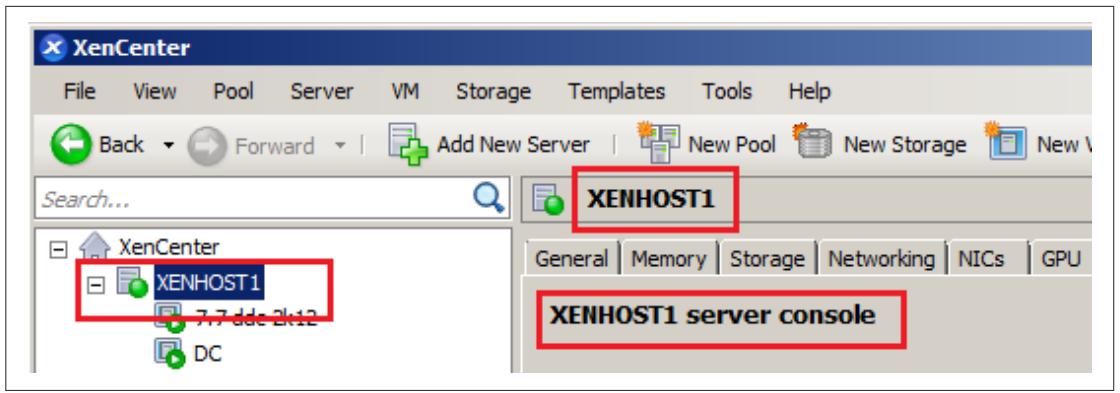 XenCenter
File View Pool Server VM Storage Templates Tools Help
Back Forward Add New Server New Pool New Storage New
Search...
XENHOST1
XenCenter
General Memory Storage Networking NICs GPU
XENHOST1
7.7 ddc 2k12
XENHOST1 server console
DC